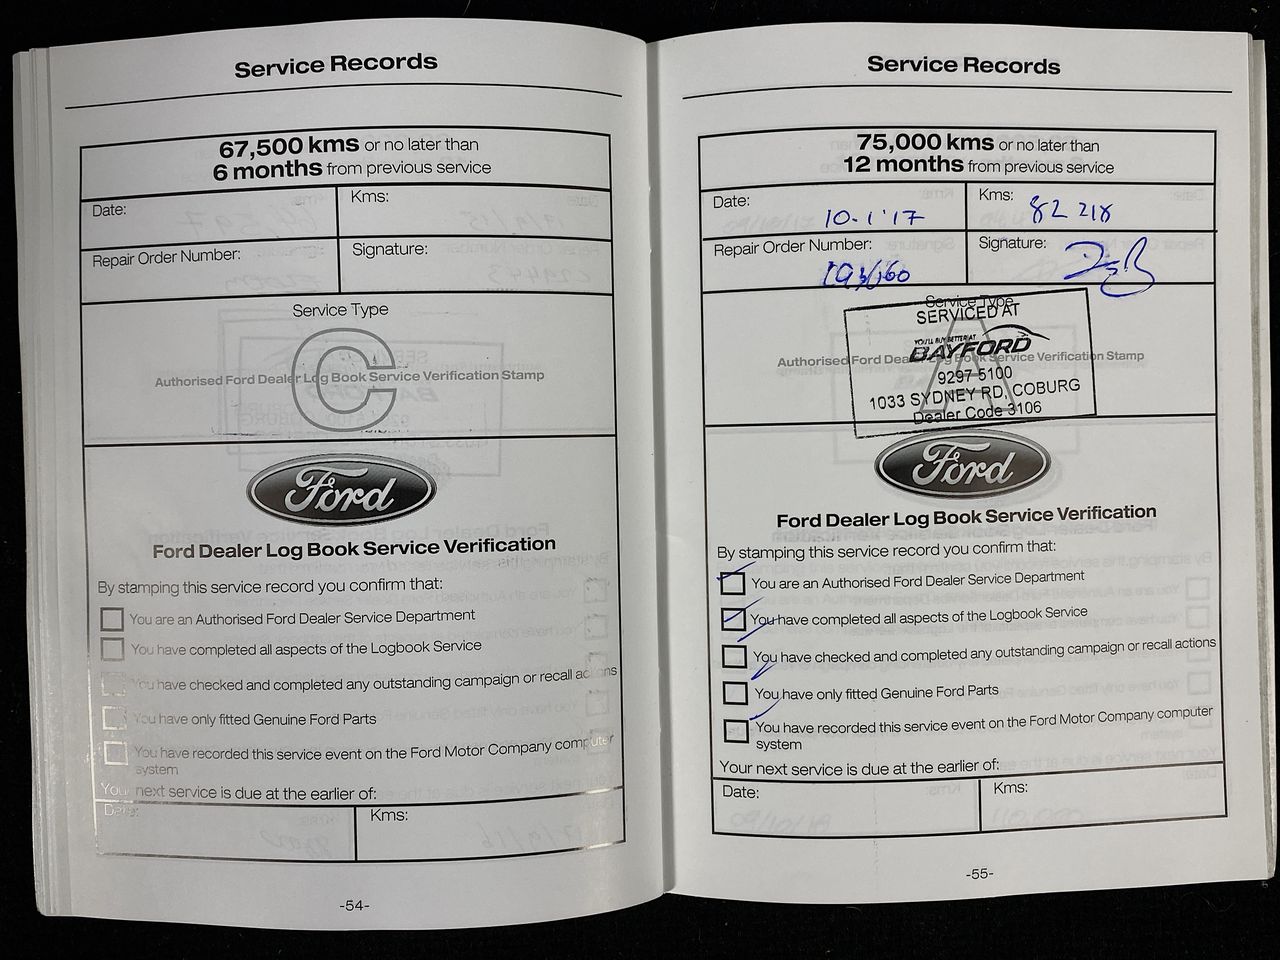 Service Records
67,500 kms or no later than
6 months from previous service
Date:
Kms:
Repair Order Number:
Signature:
Service Type
C
Authorised Ford Dealer Log Book Service Verification Stamp
Ford
Ford Dealer Log Book Service Verification
By stamping this service record you confirm that:
You are an Authorised Ford Dealer Service Department
You have completed all aspects of the Logbook Service
You have checked and completed any outstanding campaign or recall actions
You have only fitted Genuine Ford Parts
You have recorded this service event on the Ford Motor Company computer
system
Your next service is due at the earlier of:
Date:
Kms:
-54-
Service Records
75,000 kms or no later than
12 months from previous service
Date: 10-1'17
Kms: 82 218
Repair Order Number:
Signature:
Service Type
A
Authorised Ford Dealer Log Book Service Verification Stamp
SERVICED AT
YOU'LL BUY BETTER AT
BAYFORD
9297 5100
1033 SYDNEY RD, COBURG
Dealer Code 3106
Ford
Ford Dealer Log Book Service Verification
By stamping this service record you confirm that:
You are an Authorised Ford Dealer Service Department
You have completed all aspects of the Logbook Service
You have checked and completed any outstanding campaign or recall actions
You have only fitted Genuine Ford Parts
You have recorded this service event on the Ford Motor Company computer
system
Your next service is due at the earlier of:
Date:
Kms:
-55-